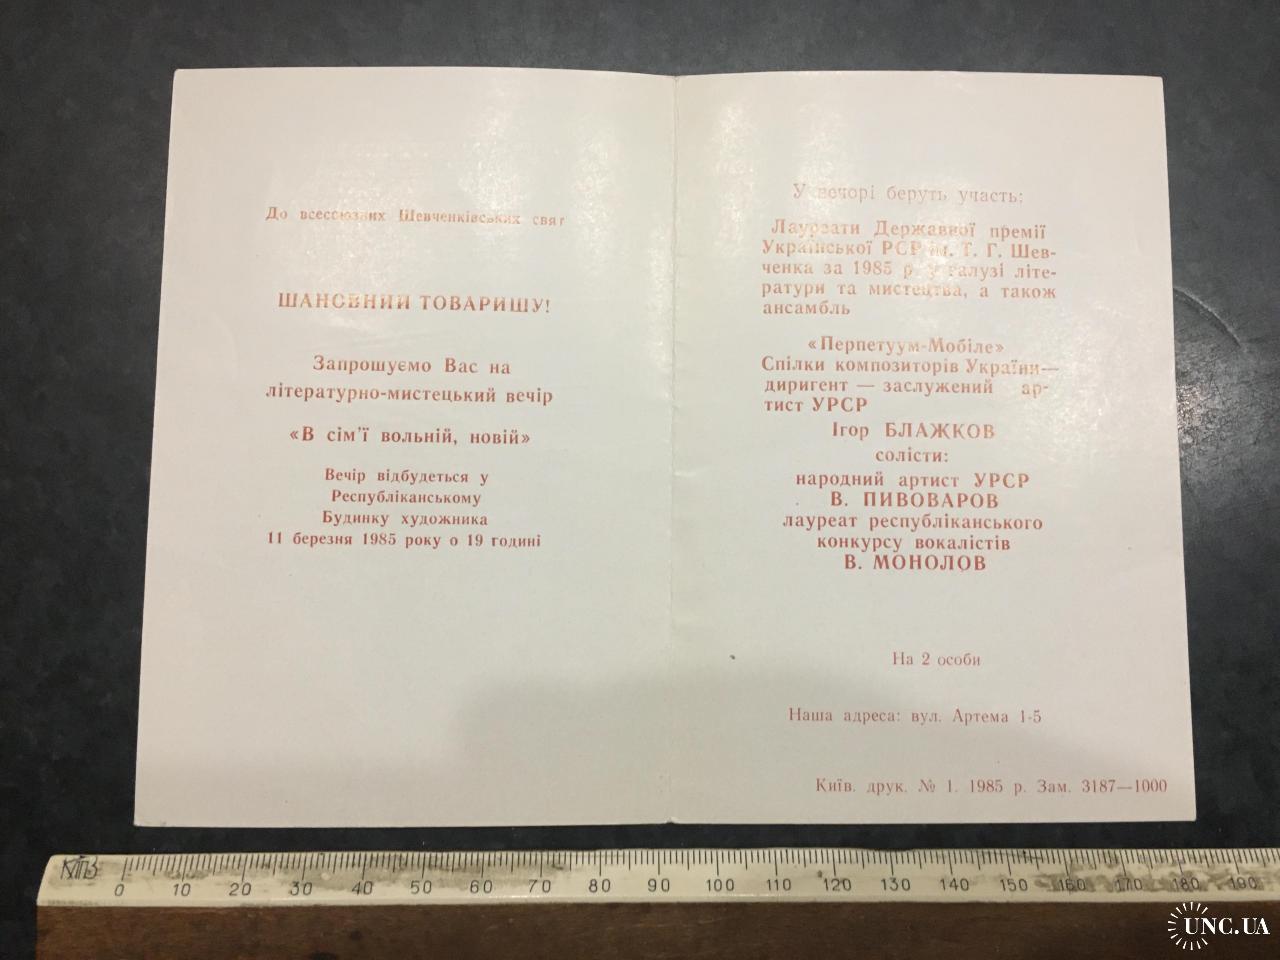 До всессюзних Шевченківських свят
ШАНОВНИЙ ТОВАРИШУ!
Запрошуємо Вас на
літературно-мистецький вечір
«В сім'ї вольній, новій»
Вечір відбудеться у
Республіканському
Будинку художника
11 березня 1985 року о 19 годині
У вечорі беруть участь:
Лауреати Державної премії
Української РСР ім. Т. Г. Шев-
ченка за 1985 р. у галузі літе-
ратури та мистецтва, а також
ансамбль
«Перпетуум-Мобіле»
Спілки композиторів України—
диригент — заслужений ар-
тист УРСР
Ігор БЛАЖКОВ
солісти:
народний артист УРСР
В. ПИВОВАРОВ
лауреат республіканського
конкурсу вокалістів
В. МОНОЛОВ
На 2 особи
Наша адреса: вул. Артема 1-5
Київ. друк. № 1. 1985 р. Зам. 3187—1000
0 10 20 30 40 50 60 70 80 90 100 110 120 130 140 150 160 170 180 190
UNC.UA